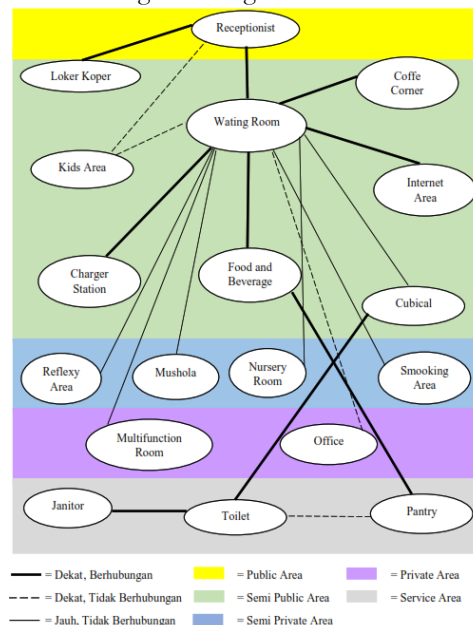 Receptionist
Loker Koper
Coffe
Corner
Wating Room
Kids Area
Internet
Area
Charger
Station
Food and
Beverage
Cubical
Reflexy
Area
Mushola
Nursery
Room
Smooking
Area
Multifunction
Room
Office
Janitor
Toilet
Pantry
= Dekat, Berhubungan
= Public Area
= Private Area
= Dekat, Tidak Berhubungan
= Semi Public Area
= Service Area
= Jauh, Tidak Berhubungan
= Semi Private Area